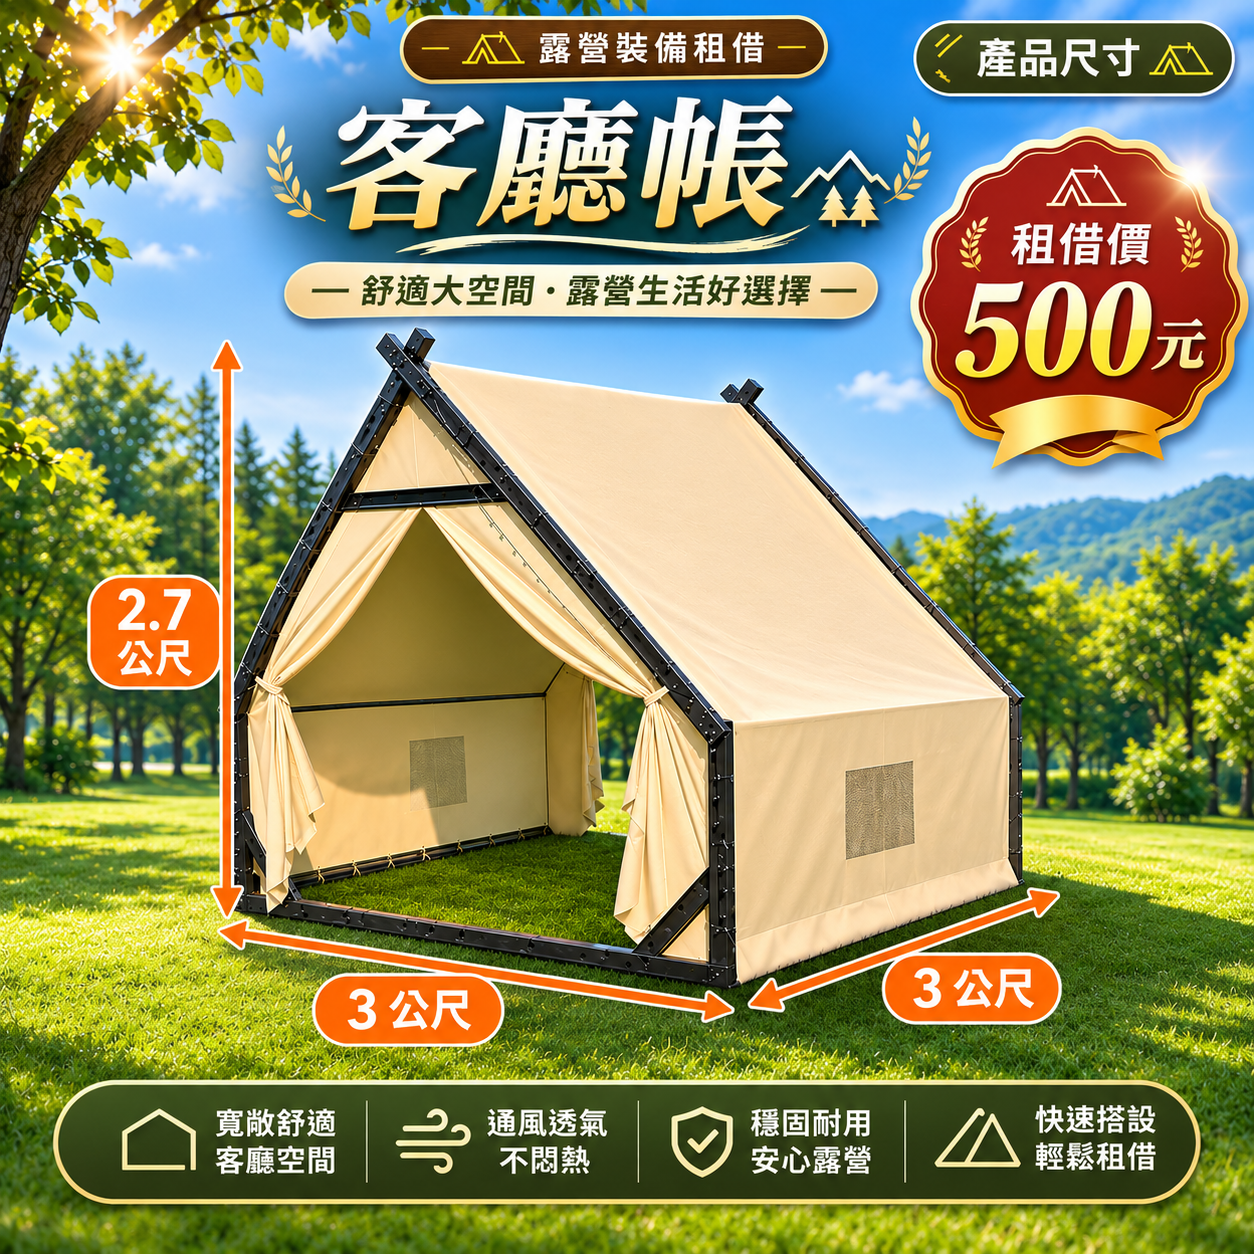 露營裝備租借
產品尺寸
客廳帳
舒適大空間・露營生活好選擇
租借價
500元
2.7
公尺
3公尺
3公尺
寬敞舒適
客廳空間
通風透氣
不悶熱
穩固耐用
安心露營
快速搭設
輕鬆租借